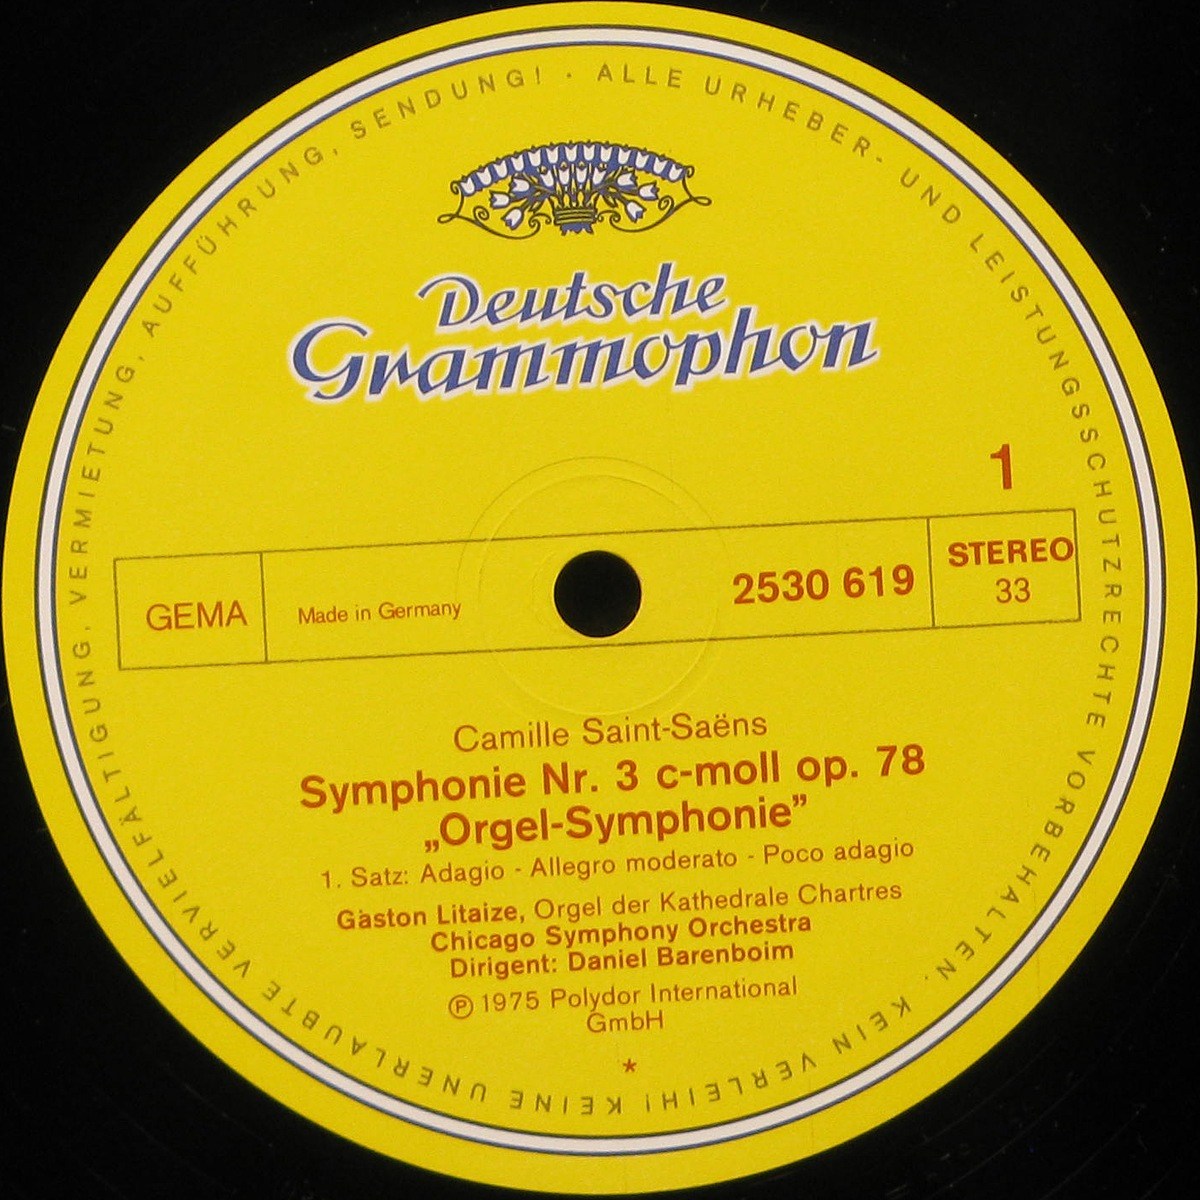 ALLE URHEBER- UND LEISTUNGSSCHUTZRECHTE VORBEHALTEN. KEIN VERLEIH! KEINE UNERLAUBTE VERVIELFÄLTIGUNG, VERMIETUNG, AUFFÜHRUNG, SENDUNG! ·
Deutsche
Grammophon
1
GEMA
Made in Germany
2530 619
STEREO
33
Camille Saint-Saëns
Symphonie Nr. 3 c-moll op. 78
„Orgel-Symphonie”
1. Satz: Adagio - Allegro moderato - Poco adagio
Gaston Litaize, Orgel der Kathedrale Chartres
Chicago Symphony Orchestra
Dirigent: Daniel Barenboim
℗ 1975 Polydor International
GmbH
*